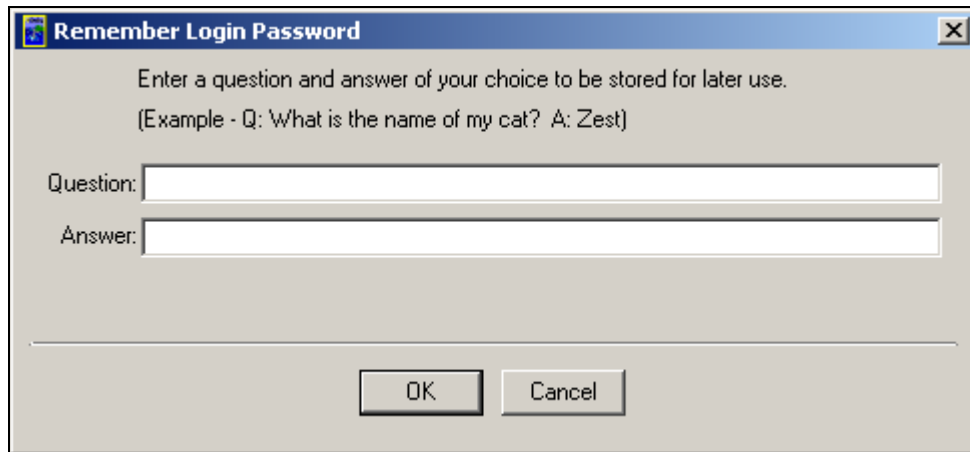 Remember Login Password
Enter a question and answer of your choice to be stored for later use.
(Example - Q: What is the name of my cat?  A: Zest)
Question:
Answer:
OK
Cancel